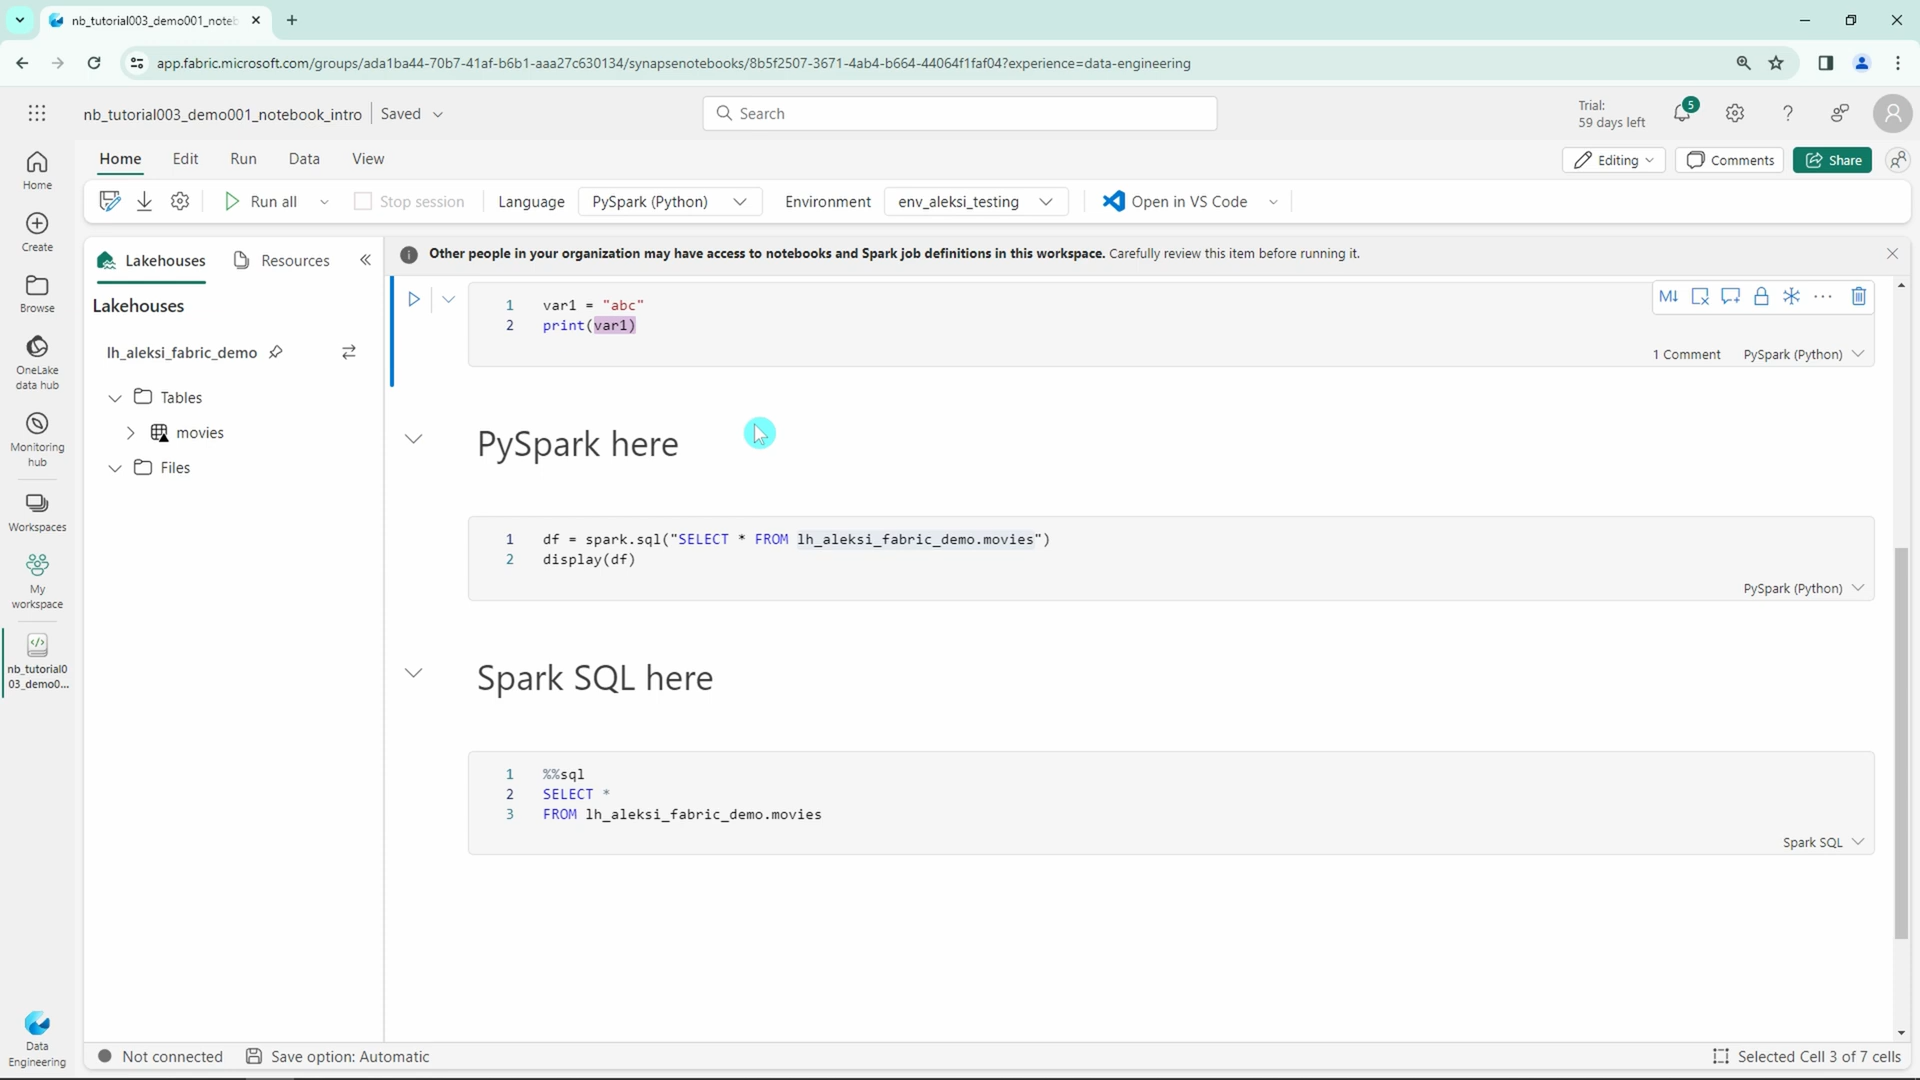 nb_tutorial003_demo001_noteb
app.fabric.microsoft.com/groups/ada1ba44-70b7-41af-b6b1-aaa27c630134/synapsenotebooks/8b5f2507-3671-4ab4-b664-44064f1faf04?experience=data-engineering
nb_tutorial003_demo001_notebook_intro
Saved
Search
Trial:
59 days left
5
Home
Edit
Run
Data
View
Editing
Comments
Share
Run all
Stop session
Language
PySpark (Python)
Environment
env_aleksi_testing
Open in VS Code
Home
Create
Browse
OneLake
data hub
Monitoring
hub
Workspaces
My
workspace
nb_tutorial0
03_demo0...
Data
Engineering
Lakehouses
Resources
Lakehouses
lh_aleksi_fabric_demo
Tables
movies
Files
Other people in your organization may have access to notebooks and Spark job definitions in this workspace. Carefully review this item before running it.
1 var1 = "abc"
2 print(var1)
M↓
1 Comment PySpark (Python)
PySpark here
1 df = spark.sql("SELECT * FROM lh_aleksi_fabric_demo.movies")
2 display(df)
PySpark (Python)
Spark SQL here
1 %%sql
2 SELECT *
3 FROM lh_aleksi_fabric_demo.movies
Spark SQL
Not connected
Save option: Automatic
Selected Cell 3 of 7 cells